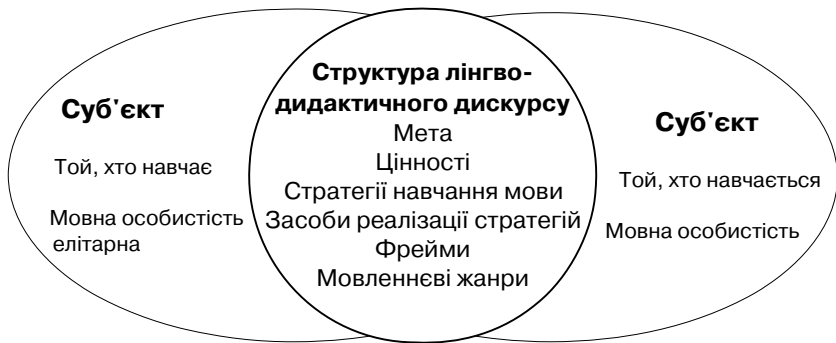 Суб'єкт
Той, хто навчає
Мовна особистість
елітарна
Структура лінгво-
дидактичного дискурсу
Мета
Цінності
Стратегії навчання мови
Засоби реалізації стратегій
Фрейми
Мовленнєві жанри
Суб'єкт
Той, хто навчається
Мовна особистість